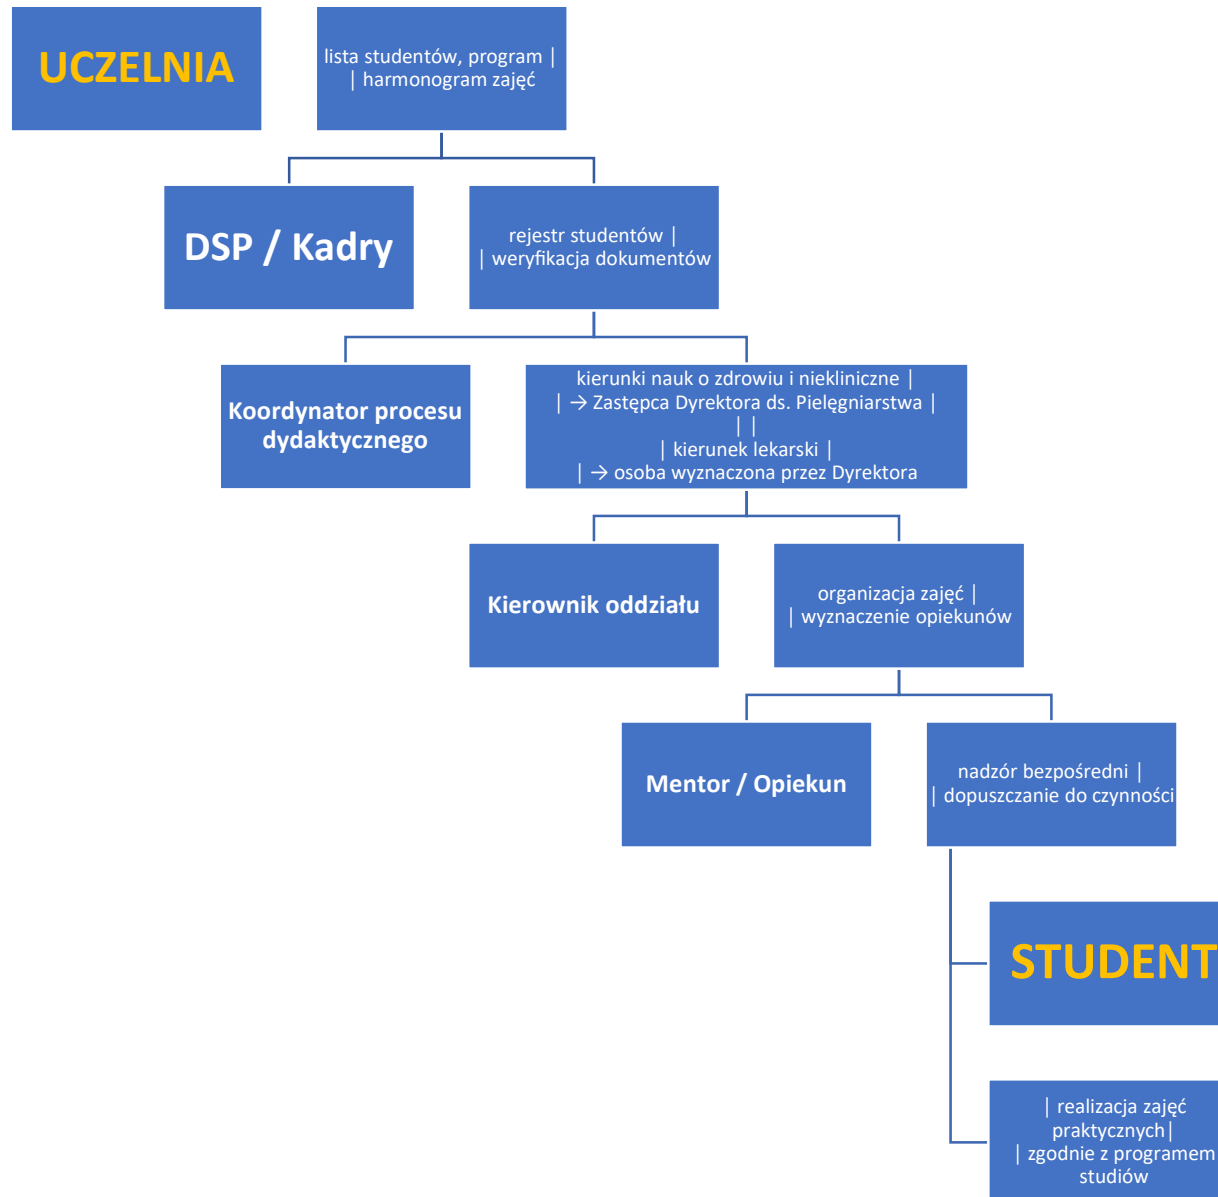 UCZELNIA
lista studentów, program |
| harmonogram zajęć
DSP / Kadry
rejestr studentów |
| weryfikacja dokumentów
Koordynator procesu
dydaktycznego
kierunki nauk o zdrowiu i niekliniczne |
| → Zastępca Dyrektora ds. Pielęgniarstwa |
| |
| kierunek lekarski |
| → osoba wyznaczona przez Dyrektora
Kierownik oddziału
organizacja zajęć |
| wyznaczenie opiekunów
Mentor / Opiekun
nadzór bezpośredni |
| dopuszczanie do czynności
STUDENT
| realizacja zajęć
praktycznych|
| zgodnie z programem
studiów